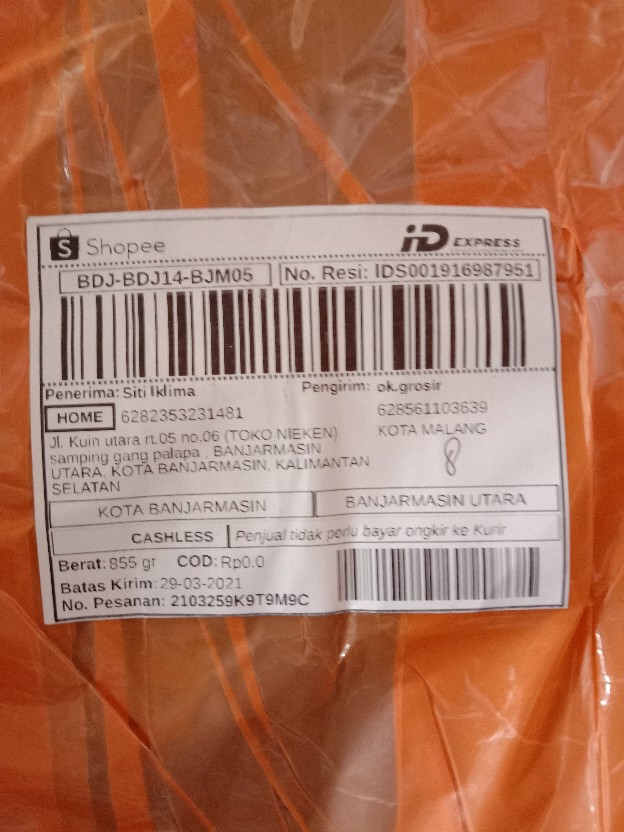 S Shopee
iD EXPRESS
BDJ-BDJ14-BJM05
No. Resi: IDS001916987951
Penerima: Siti Iklima
Pengirim: ok.grosir
HOME 6282353231481
628561103639
Jl. Kuin utara rt.05 no.06 (TOKO NIEKEN)
KOTA MALANG
samping gang palapa , BANJARMASIN
UTARA, KOTA BANJARMASIN, KALIMANTAN
SELATAN
8
KOTA BANJARMASIN
BANJARMASIN UTARA
CASHLESS
Penjual tidak perlu bayar ongkir ke Kurir
Berat: 855 gr COD: Rp0.0
Batas Kirim: 29-03-2021
No. Pesanan: 2103259K9T9M9C